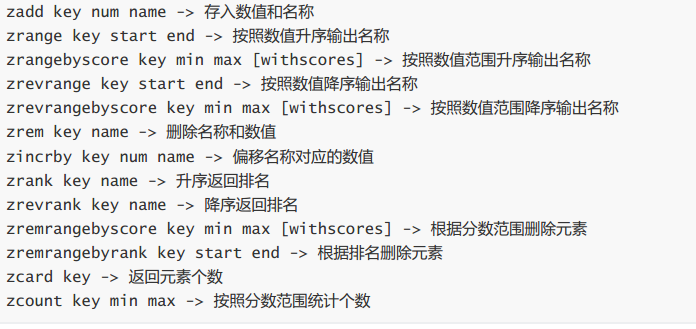 zadd key num name -> 存入数值和名称
zrange key start end -> 按照数值升序输出名称
zrangebyscore key min max [withscores] -> 按照数值范围升序输出名称
zrevrange key start end -> 按照数值降序输出名称
zrevrangebyscore key min max [withscores] -> 按照数值范围降序输出名称
zrem key name -> 删除名称和数值
zincrby key num name -> 偏移名称对应的数值
zrank key name -> 升序返回排名
zrevrank key name -> 降序返回排名
zremrangebyscore key min max [withscores] -> 根据分数范围删除元素
zremrangebyrank key start end -> 根据排名删除元素
zcard key -> 返回元素个数
zcount key min max -> 按照分数范围统计个数